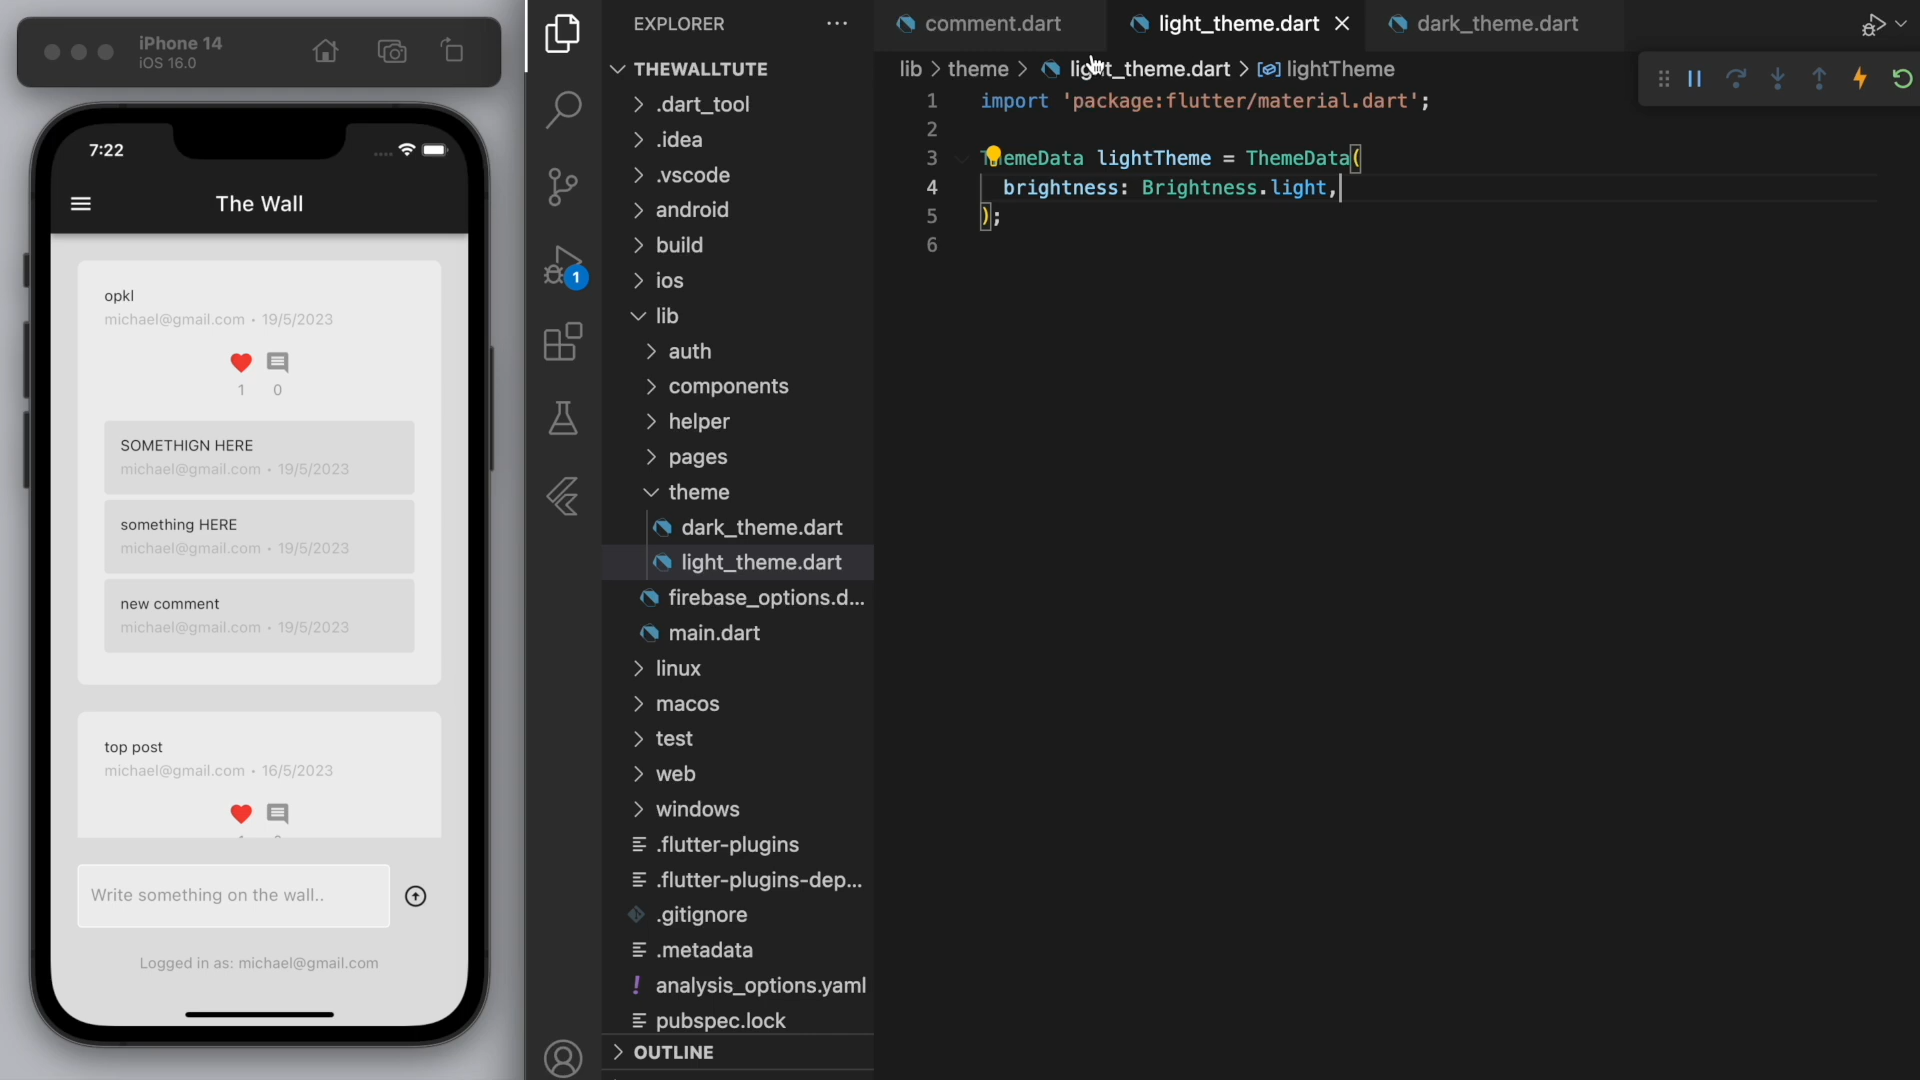 iPhone 14
iOS 16.0
7:22
The Wall
opkl
michael@gmail.com • 19/5/2023
1 0
SOMETHIGN HERE
michael@gmail.com • 19/5/2023
something HERE
michael@gmail.com • 19/5/2023
new comment
michael@gmail.com • 19/5/2023
top post
michael@gmail.com • 16/5/2023
Write something on the wall..
Logged in as: michael@gmail.com
1
EXPLORER
THEWALLTUTE
.dart_tool
.idea
.vscode
android
build
ios
lib
auth
components
helper
pages
theme
dark_theme.dart
light_theme.dart
firebase_options.d...
main.dart
linux
macos
test
web
windows
.flutter-plugins
.flutter-plugins-dep...
.gitignore
.metadata
! analysis_options.yaml
pubspec.lock
OUTLINE
comment.dart
light_theme.dart
dark_theme.dart
lib > theme > light_theme.dart > lightTheme
1 import 'package:flutter/material.dart';
2
3 ThemeData lightTheme = ThemeData(
4 brightness: Brightness.light,
5 );
6